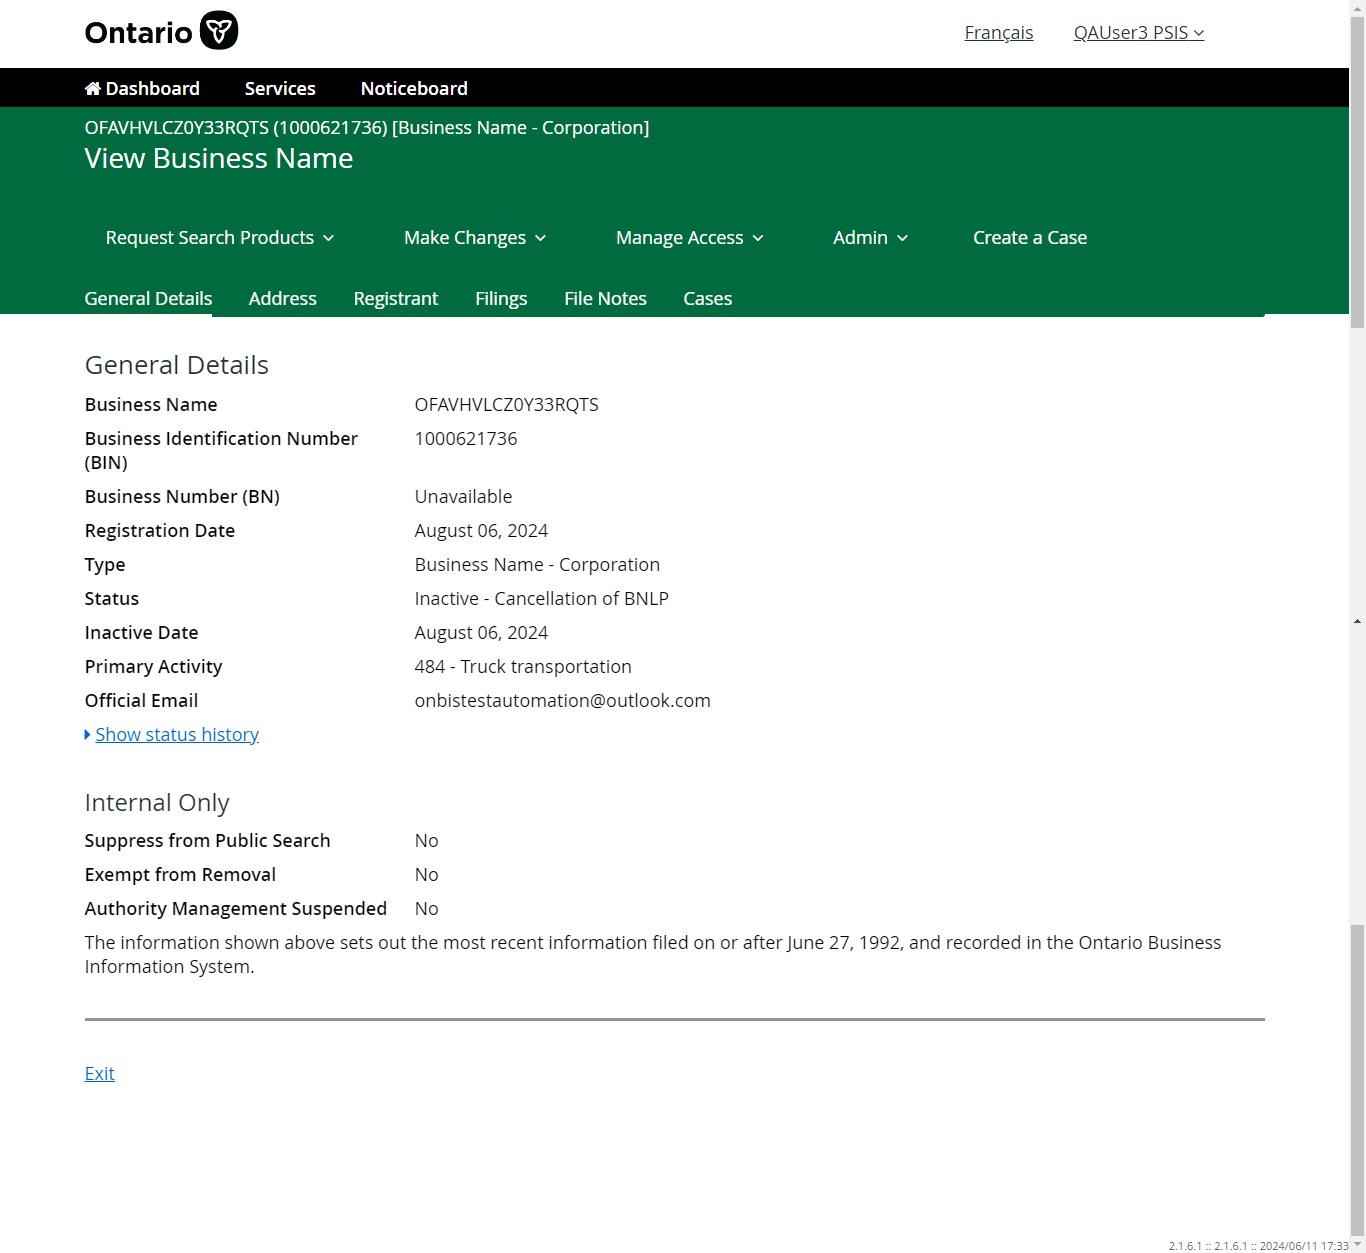 Ontario
Français
QAUser3 PSIS
Dashboard
Services
Noticeboard
OFAVHVLCZ0Y33RQTS (1000621736) [Business Name - Corporation]
View Business Name
Request Search Products
Make Changes
Manage Access
Admin
Create a Case
General Details
Address
Registrant
Filings
File Notes
Cases
General Details
Business Name OFAVHVLCZ0Y33RQTS
Business Identification Number 1000621736
(BIN)
Business Number (BN) Unavailable
Registration Date August 06, 2024
Type Business Name - Corporation
Status Inactive - Cancellation of BNLP
Inactive Date August 06, 2024
Primary Activity 484 - Truck transportation
Official Email onbistestautomation@outlook.com
Show status history
Internal Only
Suppress from Public Search No
Exempt from Removal No
Authority Management Suspended No
The information shown above sets out the most recent information filed on or after June 27, 1992, and recorded in the Ontario Business
Information System.
Exit
2.1.6.1 :: 2.1.6.1 :: 2024/06/11 17:33